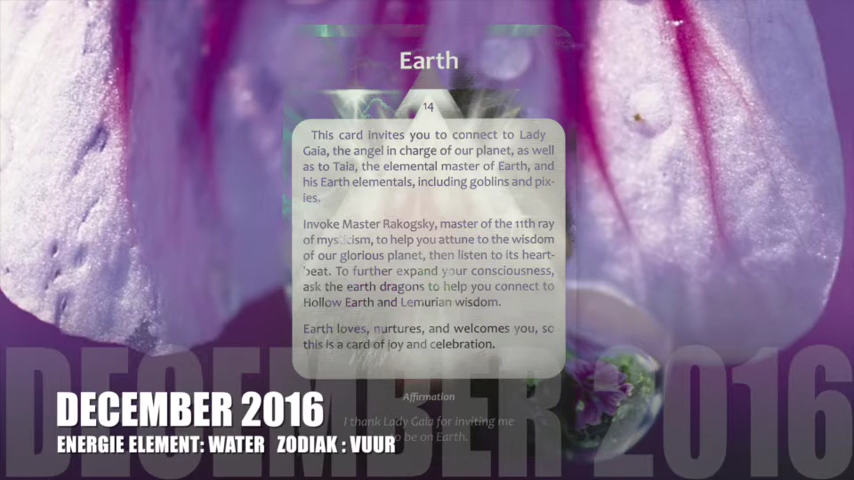 Earth
14
This card invites you to connect to Lady
Gaia, the angel in charge of our planet, as well
as to Taia, the elemental master of Earth, and
his Earth elementals, including goblins and pix-
ies.
Invoke Master Rakogsky, master of the 11th ray
of mysticism, to help you attune to the wisdom
of our glorious planet, then listen to its heart-
beat. To further expand your consciousness,
ask the earth dragons to help you connect to
Hollow Earth and Lemurian wisdom.
Earth loves, nurtures, and welcomes you, so
this is a card of joy and celebration.
Affirmation
I thank Lady Gaia for inviting me
to be on Earth.
DECEMBER 2016
DECEMBER 2016
ENERGIE ELEMENT: WATER ZODIAK : VUUR